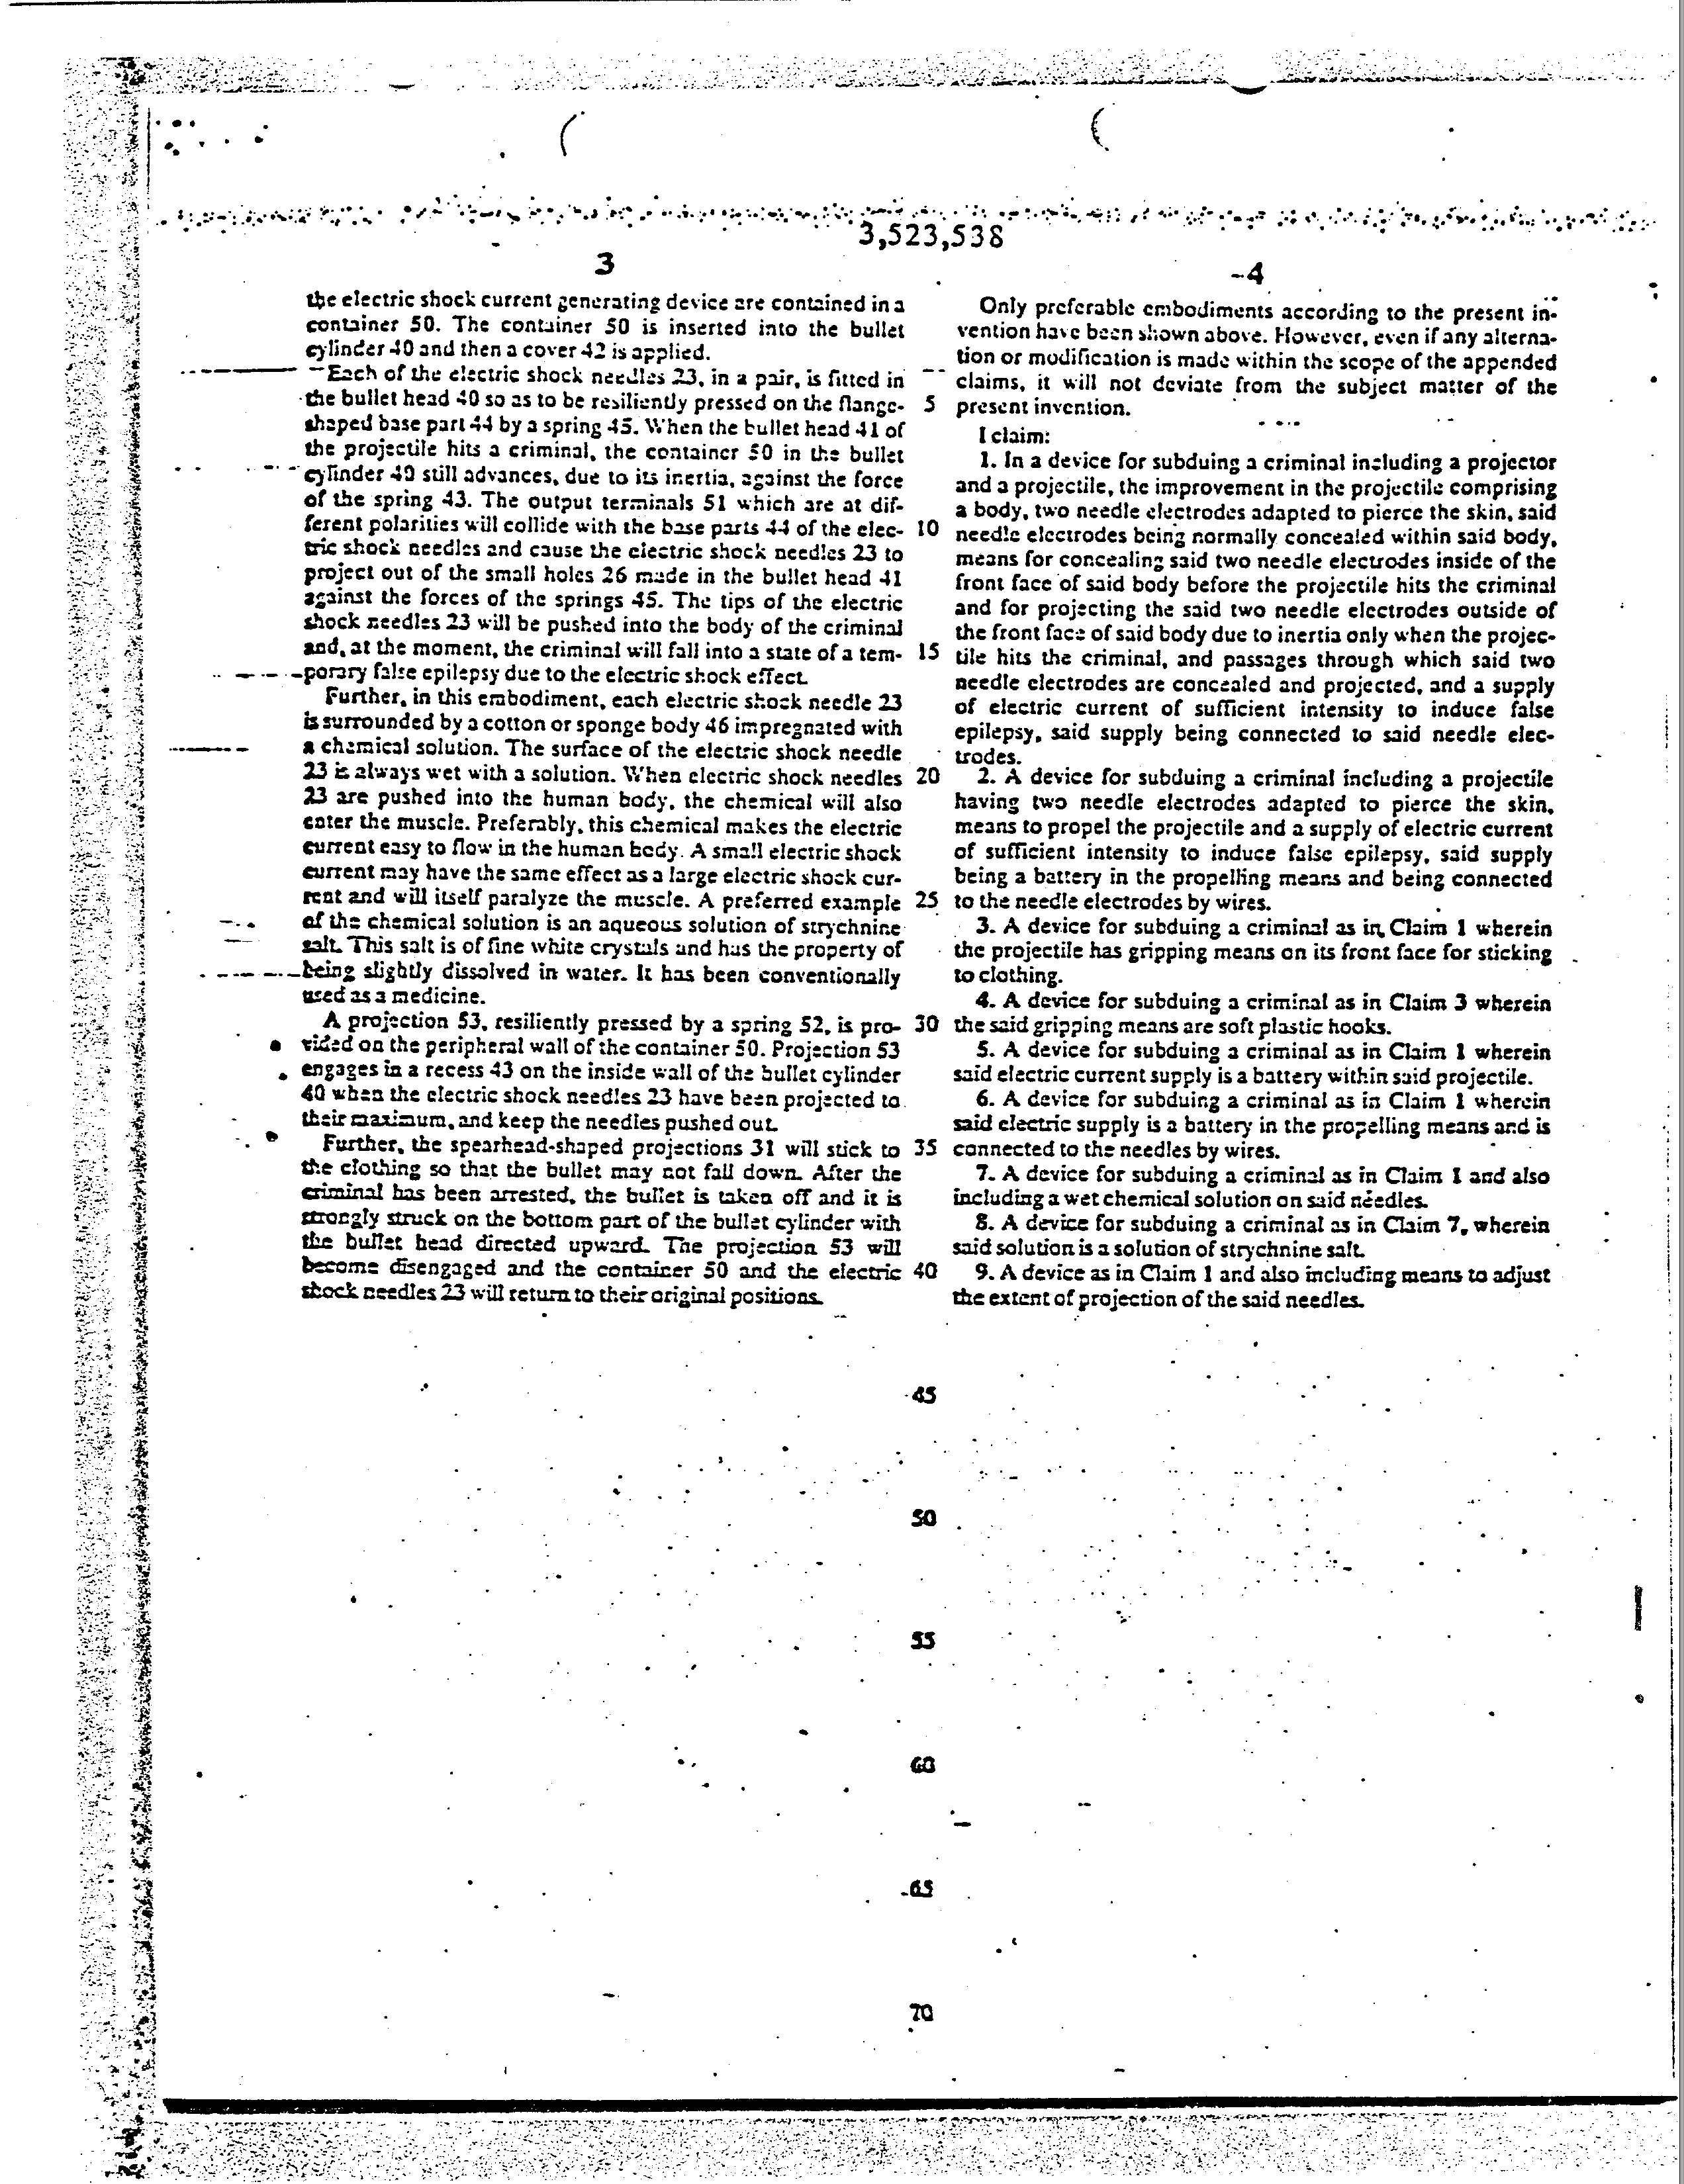 3,523,538
3
the electric shock current generating device are contained in a
container 50. The container 50 is inserted into the bullet
cylinder 40 and then a cover 42 is applied.
Each of the electric shock needles 23, in a pair, is fitted in
the bullet head 40 so as to be resiliently pressed on the flange-
shaped base part 44 by a spring 45. When the bullet head 41 of
the projectile hits a criminal, the container 50 in the bullet
cylinder 40 still advances, due to its inertia, against the force
of the spring 43. The output terminals 51 which are at dif-
ferent polarities will collide with the base parts 44 of the elec-
tric shock needles and cause the electric shock needles 23 to
project out of the small holes 26 made in the bullet head 41
against the forces of the springs 45. The tips of the electric
shock needles 23 will be pushed into the body of the criminal
and, at the moment, the criminal will fall into a state of a tem-
porary false epilepsy due to the electric shock effect.
Further, in this embodiment, each electric shock needle 23
is surrounded by a cotton or sponge body 46 impregnated with
a chemical solution. The surface of the electric shock needle
23 is always wet with a solution. When electric shock needles
23 are pushed into the human body, the chemical will also
enter the muscle. Preferably, this chemical makes the electric
current easy to flow in the human body. A small electric shock
current may have the same effect as a large electric shock cur-
rent and will itself paralyze the muscle. A preferred example
of the chemical solution is an aqueous solution of strychnine
salt. This salt is of fine white crystals and has the property of
being slightly dissolved in water. It has been conventionally
used as a medicine.
A projection 53, resiliently pressed by a spring 52, is pro-
vided on the peripheral wall of the container 50. Projection 53
engages in a recess 43 on the inside wall of the bullet cylinder
40 when the electric shock needles 23 have been projected to
their maximum, and keep the needles pushed out.
Further, the spearhead-shaped projections 31 will stick to
the clothing so that the bullet may not fall down. After the
criminal has been arrested, the bullet is taken off and it is
strongly struck on the bottom part of the bullet cylinder with
the bullet head directed upward. The projection 53 will
become disengaged and the container 50 and the electric
shock needles 23 will return to their original positions.
5
10
15
20
25
30
35
40
45
50
55
60
65
70
4
Only preferable embodiments according to the present in-
vention have been shown above. However, even if any alterna-
tion or modification is made within the scope of the appended
claims, it will not deviate from the subject matter of the
present invention.
I claim:
1. In a device for subduing a criminal including a projector
and a projectile, the improvement in the projectile comprising
a body, two needle electrodes adapted to pierce the skin, said
needle electrodes being normally concealed within said body,
means for concealing said two needle electrodes inside of the
front face of said body before the projectile hits the criminal
and for projecting the said two needle electrodes outside of
the front face of said body due to inertia only when the projec-
tile hits the criminal, and passages through which said two
needle electrodes are concealed and projected, and a supply
of electric current of sufficient intensity to induce false
epilepsy, said supply being connected to said needle elec-
trodes.
2. A device for subduing a criminal including a projectile
having two needle electrodes adapted to pierce the skin,
means to propel the projectile and a supply of electric current
of sufficient intensity to induce false epilepsy, said supply
being a battery in the propelling means and being connected
to the needle electrodes by wires.
3. A device for subduing a criminal as in Claim 1 wherein
the projectile has gripping means on its front face for sticking
to clothing.
4. A device for subduing a criminal as in Claim 3 wherein
the said gripping means are soft plastic hooks.
5. A device for subduing a criminal as in Claim 1 wherein
said electric current supply is a battery within said projectile.
6. A device for subduing a criminal as in Claim 1 wherein
said electric supply is a battery in the propelling means and is
connected to the needles by wires.
7. A device for subduing a criminal as in Claim 1 and also
including a wet chemical solution on said needles.
8. A device for subduing a criminal as in Claim 7, wherein
said solution is a solution of strychnine salt.
9. A device as in Claim 1 and also including means to adjust
the extent of projection of the said needles.